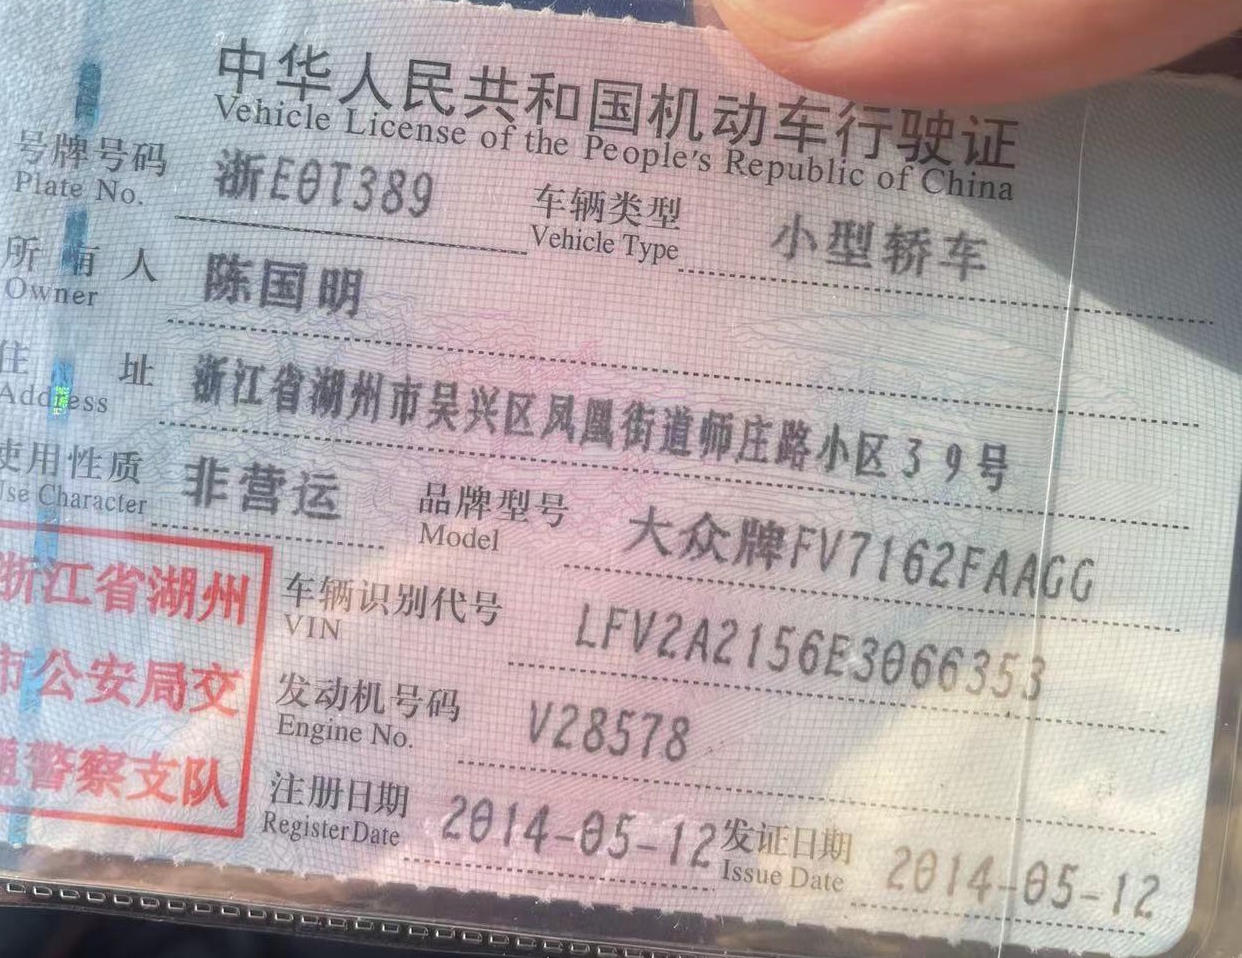 中华人民共和国机动车行驶证
Vehicle License of the People's Republic of China
号牌号码 浙E0T389 车辆类型 小型轿车
Plate No. Vehicle Type
所有人 陈国明
Owner
住址 浙江省湖州市吴兴区凤凰街道师庄路小区39号
Address
使用性质 非营运 品牌型号 大众牌FV7162FAAGG
Use Character Model
车辆识别代号 LFV2A2156E3066353
VIN
发动机号码 V28578
Engine No.
注册日期 2014-05-12 发证日期 2014-05-12
Register Date Issue Date
浙江省湖州
市公安局交
通警察支队